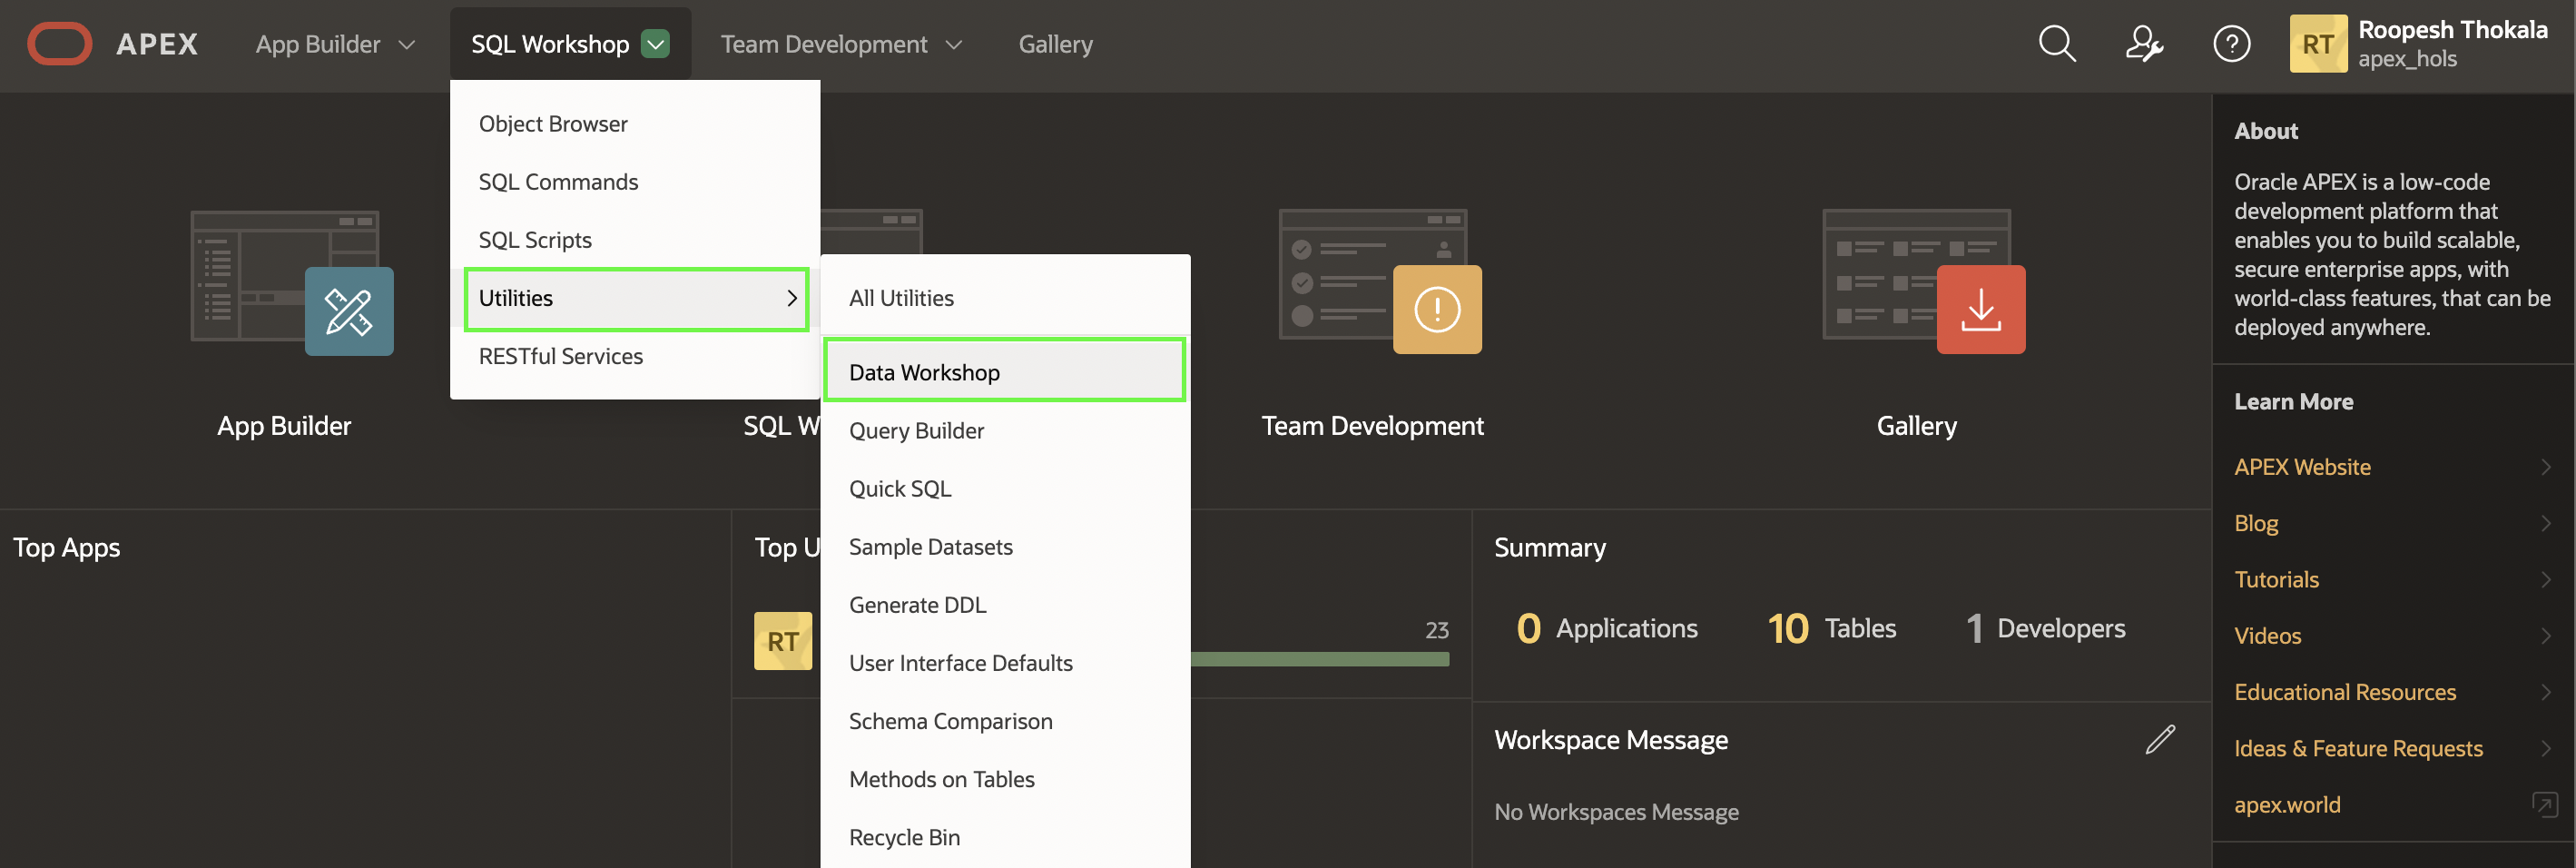 APEX
App Builder
SQL Workshop
Team Development
Gallery
RT
Roopesh Thokala
apex_hols
Object Browser
SQL Commands
SQL Scripts
Utilities
RESTful Services
All Utilities
Data Workshop
Query Builder
Quick SQL
Sample Datasets
Generate DDL
User Interface Defaults
Schema Comparison
Methods on Tables
Recycle Bin
App Builder
SQL W
Team Development
Gallery
Top Apps
Top U
RT
23
Summary
0 Applications
10 Tables
1 Developers
Workspace Message
No Workspaces Message
About
Oracle APEX is a low-code
development platform that
enables you to build scalable,
secure enterprise apps, with
world-class features, that can be
deployed anywhere.
Learn More
APEX Website
Blog
Tutorials
Videos
Educational Resources
Ideas & Feature Requests
apex.world